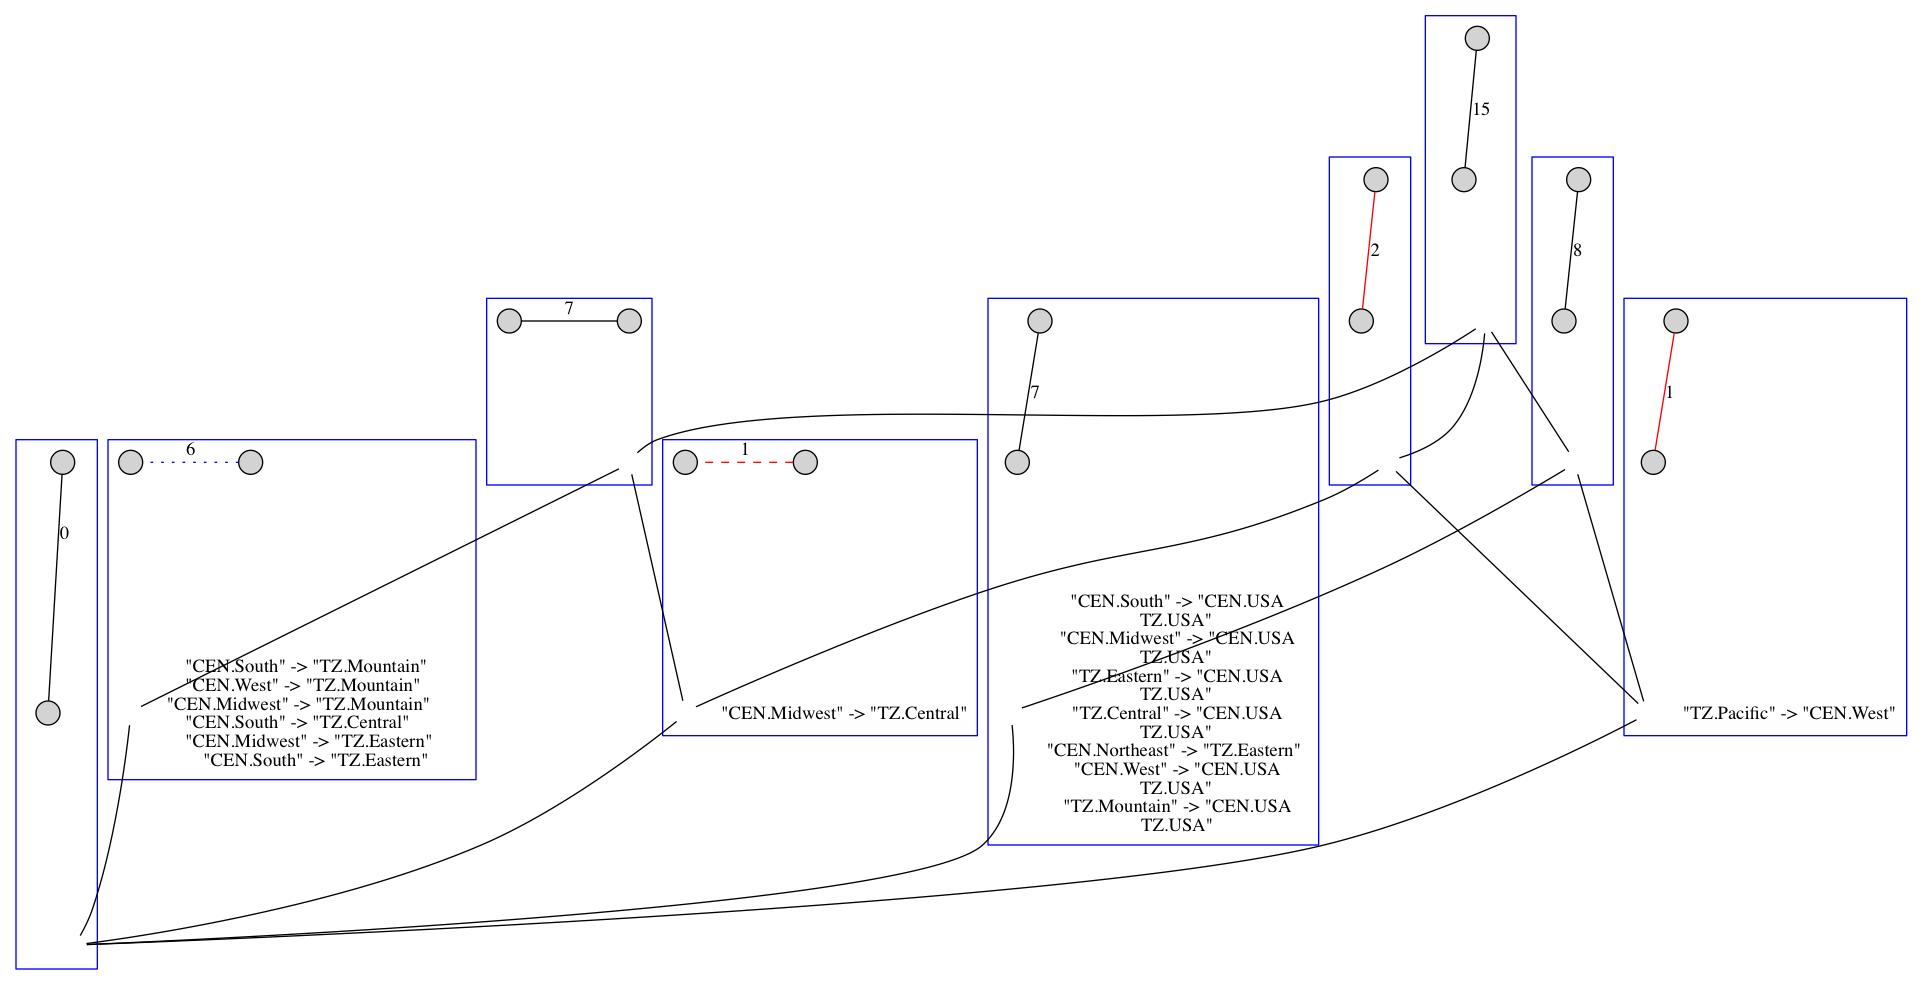 15
2
8
7
7
1
6
1
0
"CEN.South" -> "TZ.Mountain"
"CEN.West" -> "TZ.Mountain"
"CEN.Midwest" -> "TZ.Mountain"
"CEN.South" -> "TZ.Central"
"CEN.Midwest" -> "TZ.Eastern"
"CEN.South" -> "TZ.Eastern"
"CEN.Midwest" -> "TZ.Central"
"CEN.South" -> "CEN.USA
TZ.USA"
"CEN.Midwest" -> "CEN.USA
TZ.USA"
"TZ.Eastern" -> "CEN.USA
TZ.USA"
"TZ.Central" -> "CEN.USA
TZ.USA"
"CEN.Northeast" -> "TZ.Eastern"
"CEN.West" -> "CEN.USA
TZ.USA"
"TZ.Mountain" -> "CEN.USA
TZ.USA"
"TZ.Pacific" -> "CEN.West"